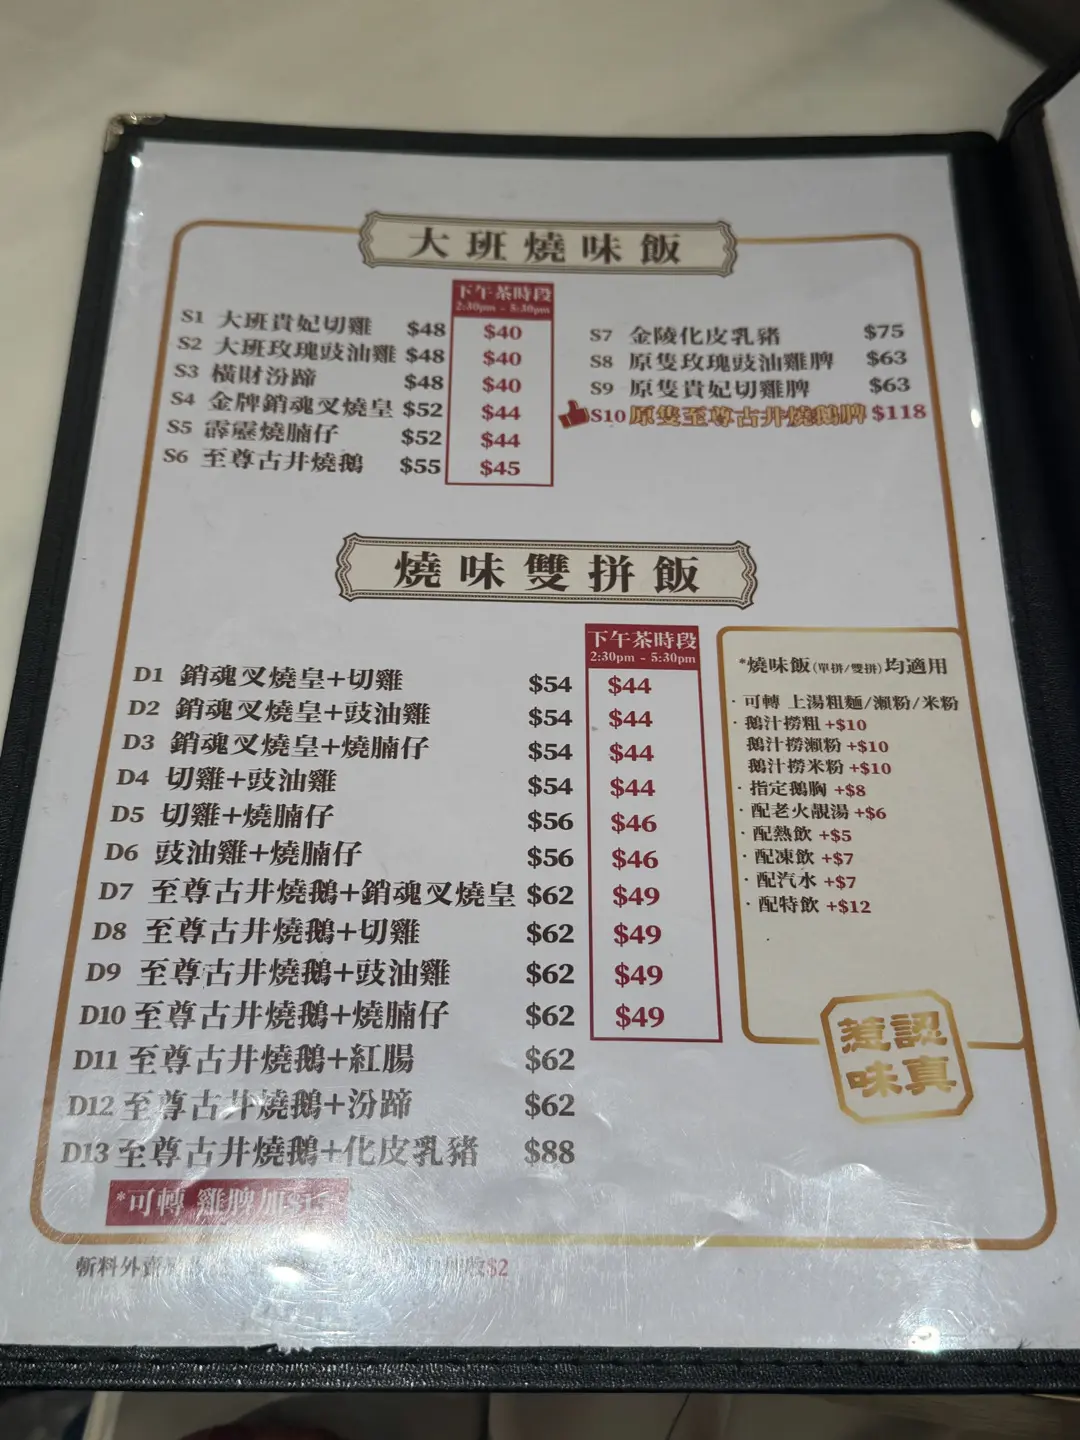 大班燒味飯
下午茶時段
2:30pm - 5:30pm
S1 大班貴妃切雞 $48 $40
S2 大班玫瑰豉油雞 $48 $40
S3 橫財汾蹄 $48 $40
S4 金牌銷魂叉燒皇 $52 $44
S5 霹靂燒腩仔 $52 $44
S6 至尊古井燒鵝 $55 $45
S7 金陵化皮乳豬 $75
S8 原隻玫瑰豉油雞脾 $63
S9 原隻貴妃切雞脾 $63
S10 原隻至尊古井燒鵝脾 $118
燒味雙拼飯
下午茶時段
2:30pm - 5:30pm
D1 銷魂叉燒皇+切雞 $54 $44
D2 銷魂叉燒皇+豉油雞 $54 $44
D3 銷魂叉燒皇+燒腩仔 $54 $44
D4 切雞+豉油雞 $54 $44
D5 切雞+燒腩仔 $56 $46
D6 豉油雞+燒腩仔 $56 $46
D7 至尊古井燒鵝+銷魂叉燒皇 $62 $49
D8 至尊古井燒鵝+切雞 $62 $49
D9 至尊古井燒鵝+豉油雞 $62 $49
D10 至尊古井燒鵝+燒腩仔 $62 $49
D11 至尊古井燒鵝+紅腸 $62
D12 至尊古井燒鵝+汾蹄 $62
D13 至尊古井燒鵝+化皮乳豬 $88
*可轉 雞脾加$15
*燒味飯(單拼/雙拼)均適用
· 可轉 上湯粗麵/瀨粉/米粉
· 鵝汁撈粗 +$10
鵝汁撈瀨粉 +$10
鵝汁撈米粉 +$10
· 指定鵝胸 +$8
· 配老火靚湯 +$6
· 配熱飲 +$5
· 配凍飲 +$7
· 配汽水 +$7
· 配特飲 +$12
認真
惹味
斬料外賣 $2